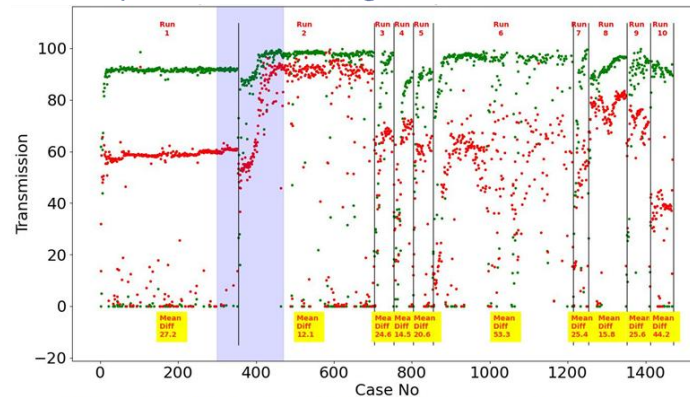 Run Run Run Run Run Run Run Run Run Run
1 2 3 4 5 6 7 8 9 10
100
80
60
40
20
0
−20
Transmission
Mean Mean Mea Mea Mean Mean Mean Mean Mean Mean
Diff Diff Diff Diff Diff Diff Diff Diff Diff Diff
27.2 12.1 24.6 14.5 20.6 53.3 25.4 15.8 25.6 44.2
0 200 400 600 800 1000 1200 1400
Case No